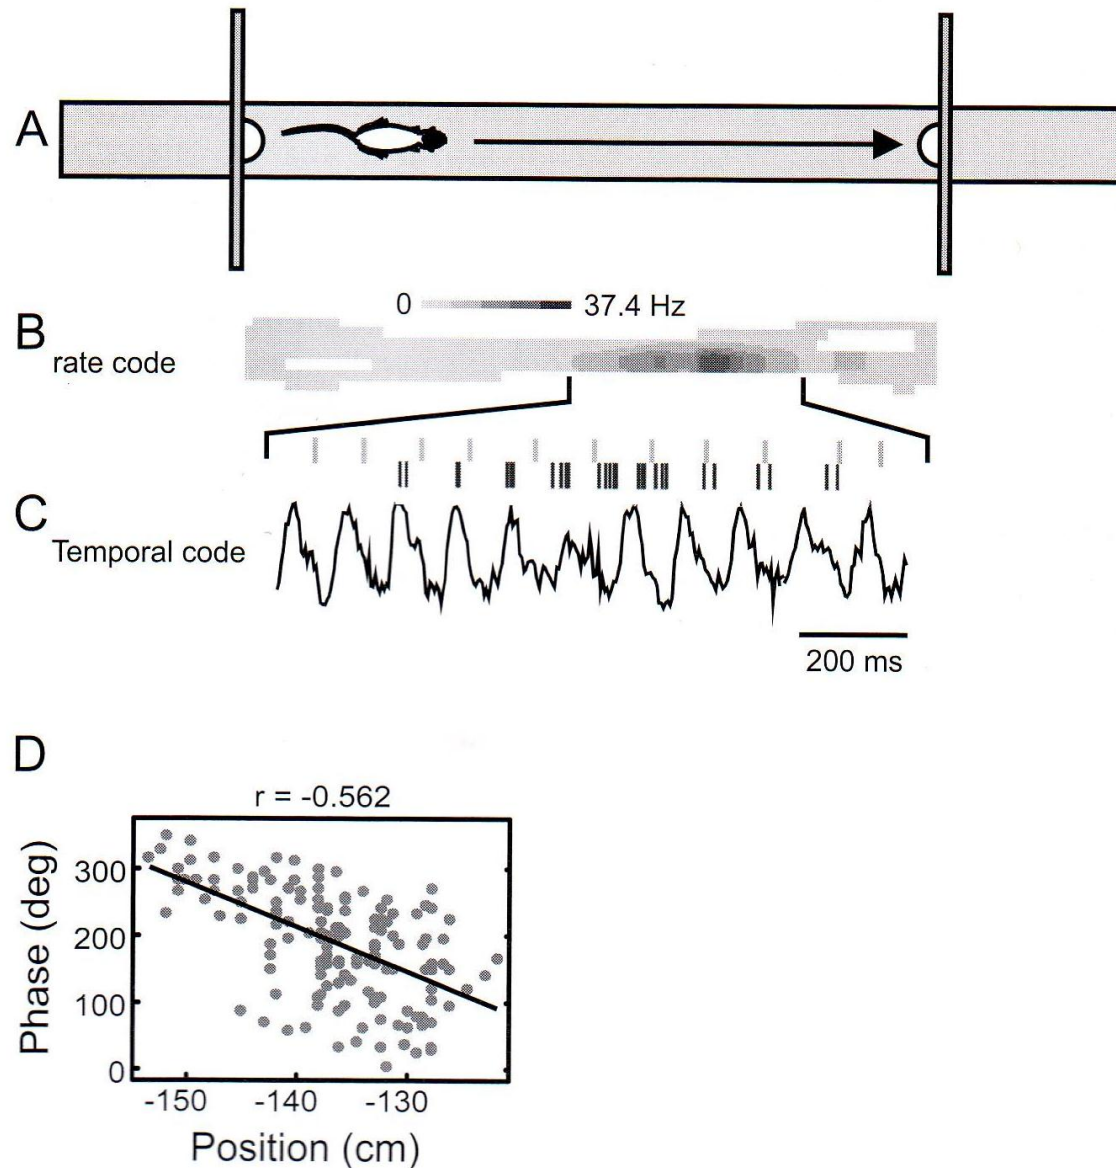 A
B
0 37.4 Hz
rate code
C
Temporal code
200 ms
D
r = -0.562
Phase (deg)
300
200
100
0
-150 -140 -130
Position (cm)